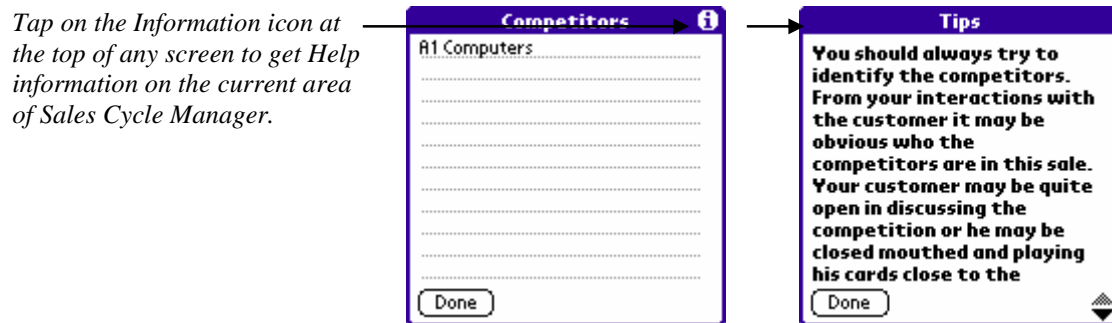 Tap on the Information icon at
the top of any screen to get Help
information on the current area
of Sales Cycle Manager.
Competitors
A1 Computers
Done
Tips
You should always try to
identify the competitors.
From your interactions with
the customer it may be
obvious who the
competitors are in this sale.
Your customer may be quite
open in discussing the
competition or he may be
closed mouthed and playing
his cards close to the
Done